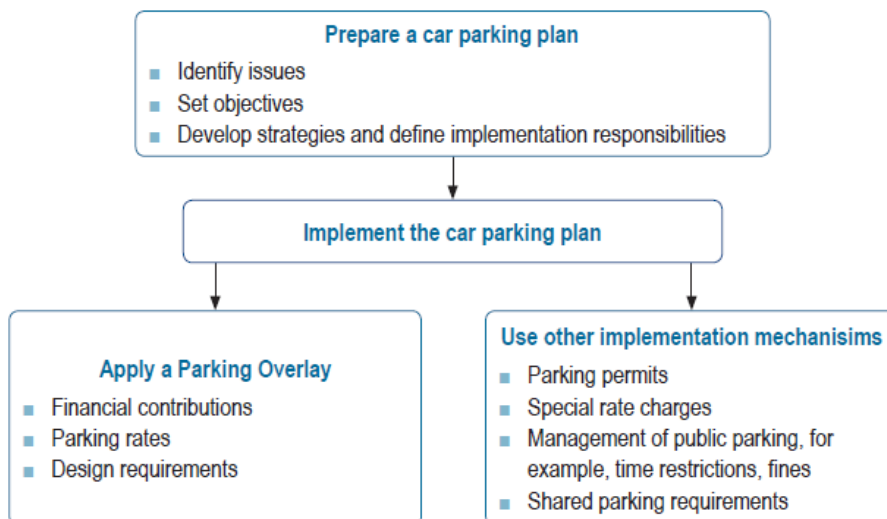 Prepare a car parking plan
Identify issues
Set objectives
Develop strategies and define implementation responsibilities
Implement the car parking plan
Apply a Parking Overlay
Financial contributions
Parking rates
Design requirements
Use other implementation mechanisims
Parking permits
Special rate charges
Management of public parking, for
example, time restrictions, fines
Shared parking requirements